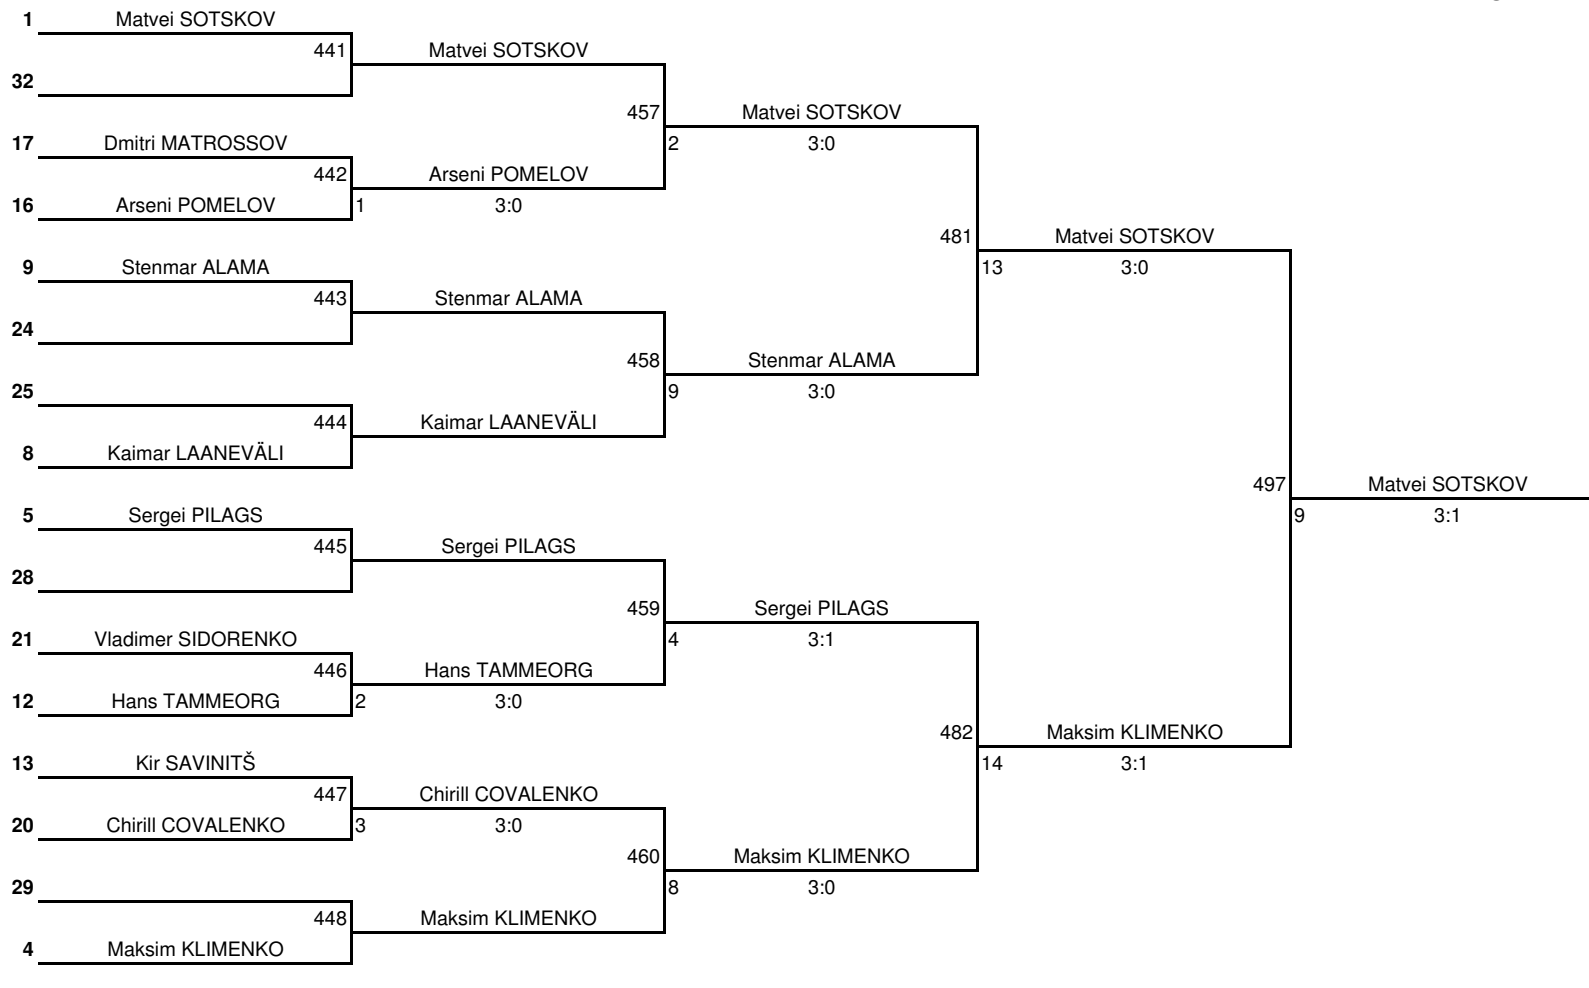 1 Matvei SOTSKOV
441 Matvei SOTSKOV
32
457 Matvei SOTSKOV
17 Dmitri MATROSSOV 2 3:0
442 Arseni POMELOV
16 Arseni POMELOV 1 3:0
481 Matvei SOTSKOV
9 Stenmar ALAMA 13 3:0
443 Stenmar ALAMA
24
458 Stenmar ALAMA
25 9 3:0
444 Kaimar LAANEVÄLI
8 Kaimar LAANEVÄLI
497 Matvei SOTSKOV
5 Sergei PILAGS 9 3:1
445 Sergei PILAGS
28
459 Sergei PILAGS
21 Vladimer SIDORENKO 4 3:1
446 Hans TAMMEORG
12 Hans TAMMEORG 2 3:0
482 Maksim KLIMENKO
13 Kir SAVINITŠ 14 3:1
447 Chirill COVALENKO
20 Chirill COVALENKO 3 3:0
460 Maksim KLIMENKO
29 8 3:0
448 Maksim KLIMENKO
4 Maksim KLIMENKO